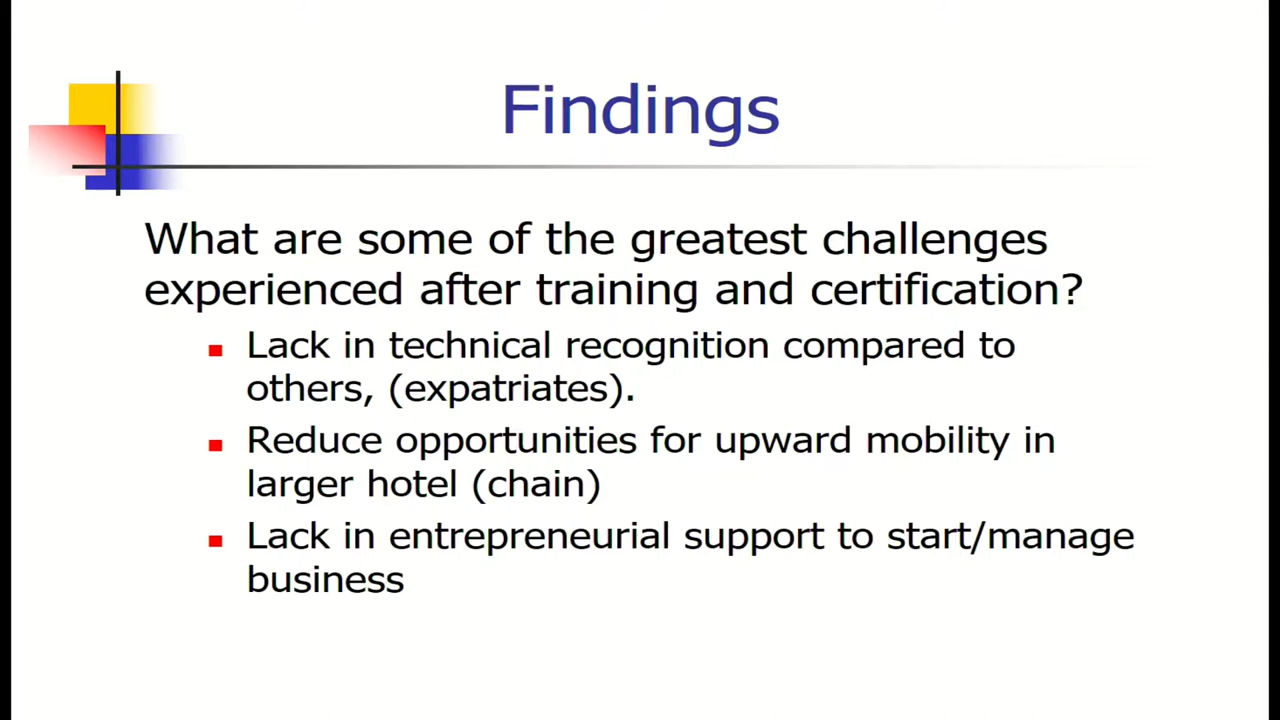 Findings
What are some of the greatest challenges
experienced after training and certification?
Lack in technical recognition compared to
others, (expatriates).
Reduce opportunities for upward mobility in
larger hotel (chain)
Lack in entrepreneurial support to start/manage
business